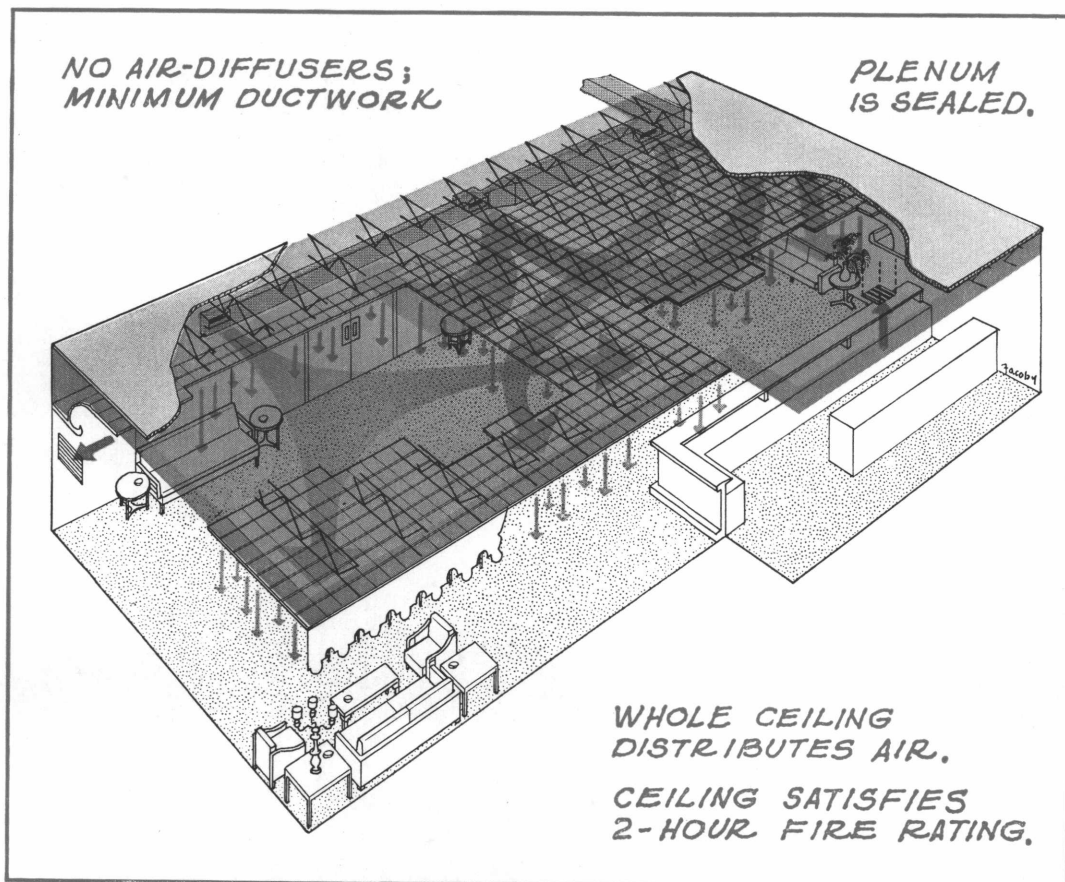 NO AIR-DIFFUSERS;
MINIMUM DUCTWORK
PLENUM
IS SEALED.
Jacoby
WHOLE CEILING
DISTRIBUTES AIR.
CEILING SATISFIES
2-HOUR FIRE RATING.